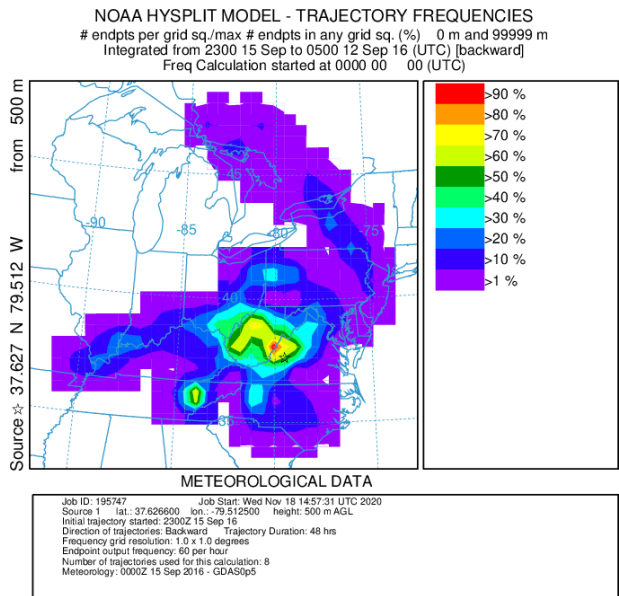 NOAA HYSPLIT MODEL - TRAJECTORY FREQUENCIES
# endpts per grid sq./max # endpts in any grid sq. (%) 0 m and 99999 m
Integrated from 2300 15 Sep to 0500 12 Sep 16 (UTC) [backward]
Freq Calculation started at 0000 00 00 (UTC)
Source ☆ 37.627 N 79.512 W from 500 m
-90
-85
-80
-75
45
40
35
>90 %
>80 %
>70 %
>60 %
>50 %
>40 %
>30 %
>20 %
>10 %
>1 %
METEOROLOGICAL DATA
Job ID: 195747 Job Start: Wed Nov 18 14:57:31 UTC 2020
Source 1 lat.: 37.626600 lon.: -79.512500 height: 500 m AGL
Initial trajectory started: 2300Z 15 Sep 16
Direction of trajectories: Backward Trajectory Duration: 48 hrs
Frequency grid resolution: 1.0 x 1.0 degrees
Endpoint output frequency: 60 per hour
Number of trajectories used for this calculation: 8
Meteorology: 0000Z 15 Sep 2016 - GDAS0p5